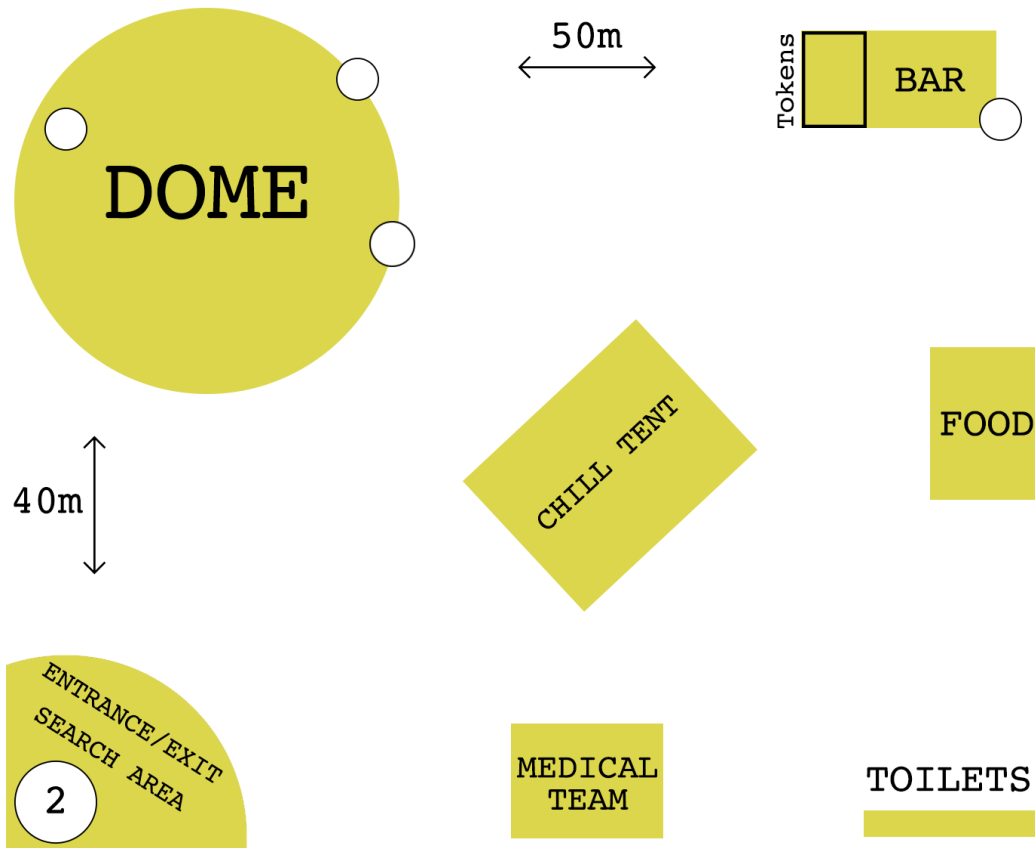 50m
Tokens
BAR
DOME
CHILL TENT
FOOD
40m
ENTRANCE/EXIT
SEARCH AREA
2
MEDICAL
TEAM
TOILETS